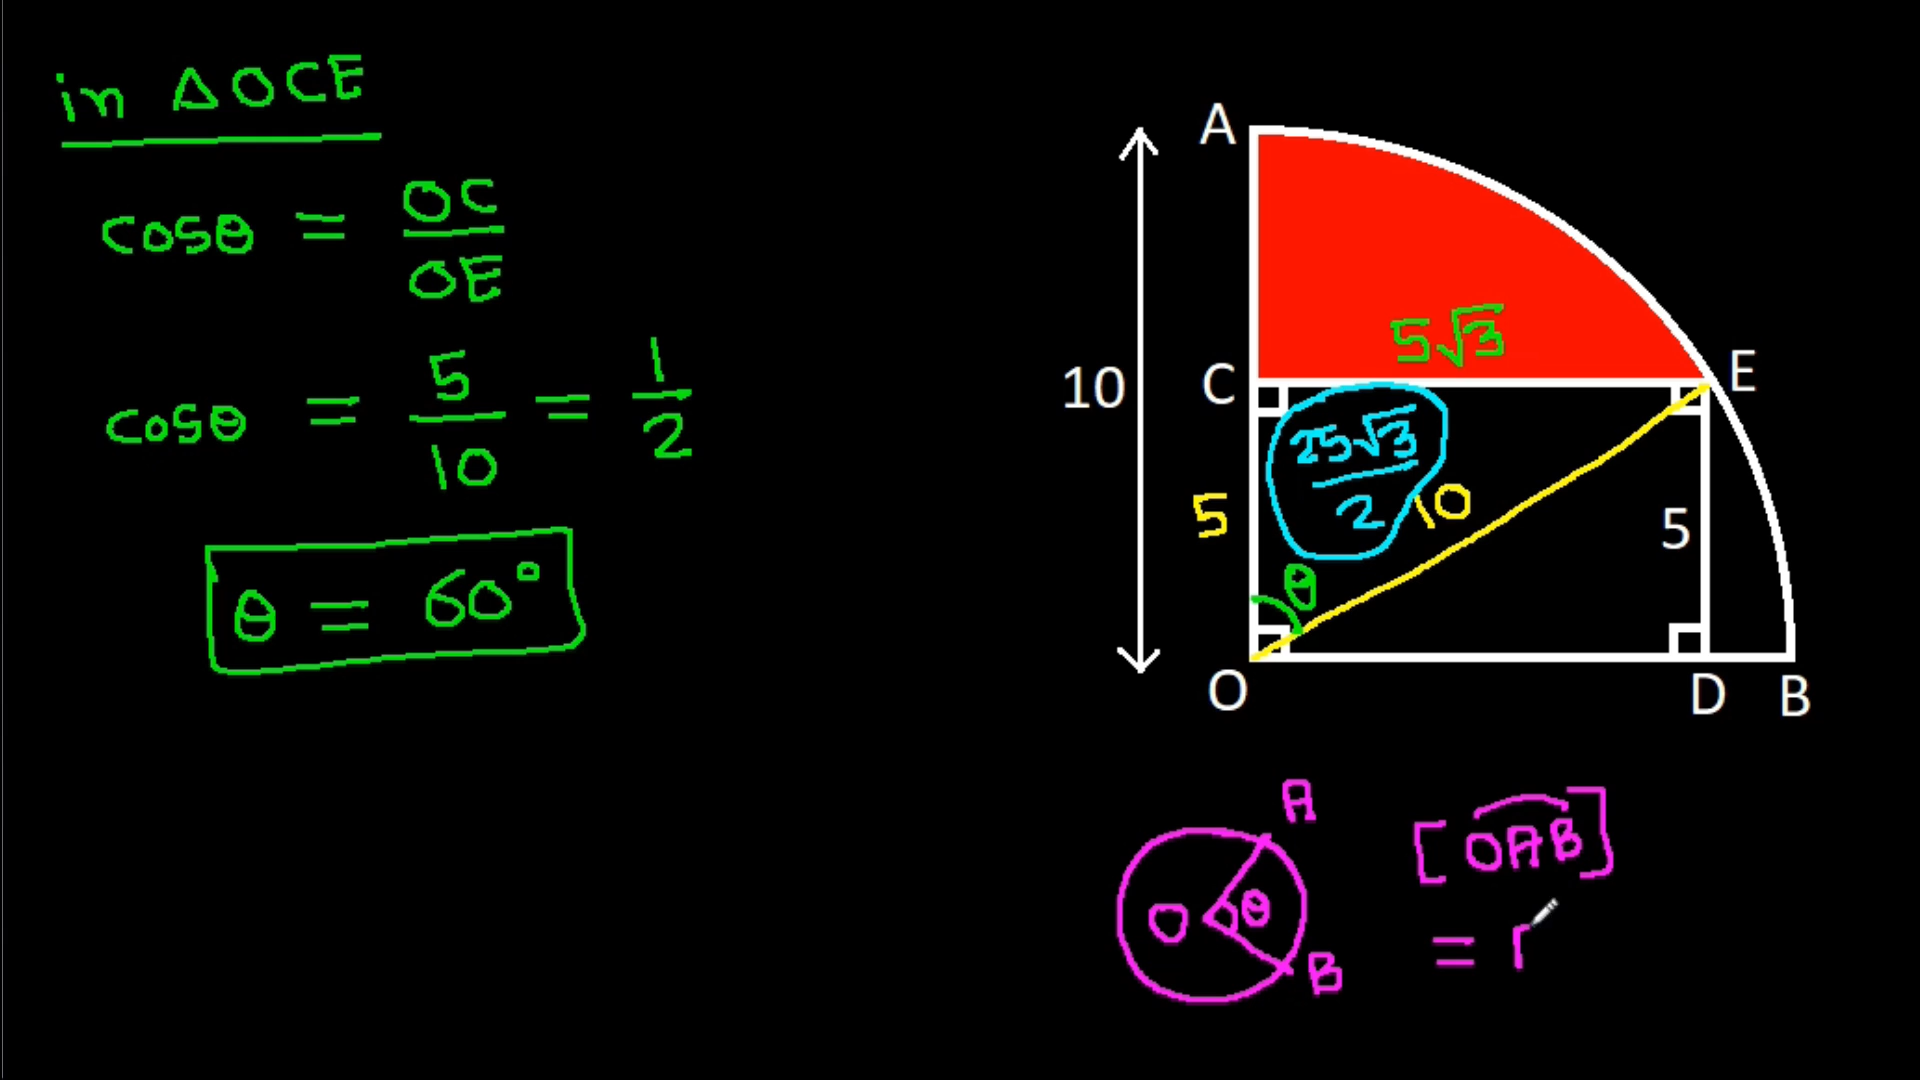 in △OCE
cosθ = OC/OE
cosθ = 5/10 = 1/2
θ = 60°
A
10
5√3
C
E
25√3/2
5
10
5
θ
O
D
B
A
O
θ
B
[OAB]
= r